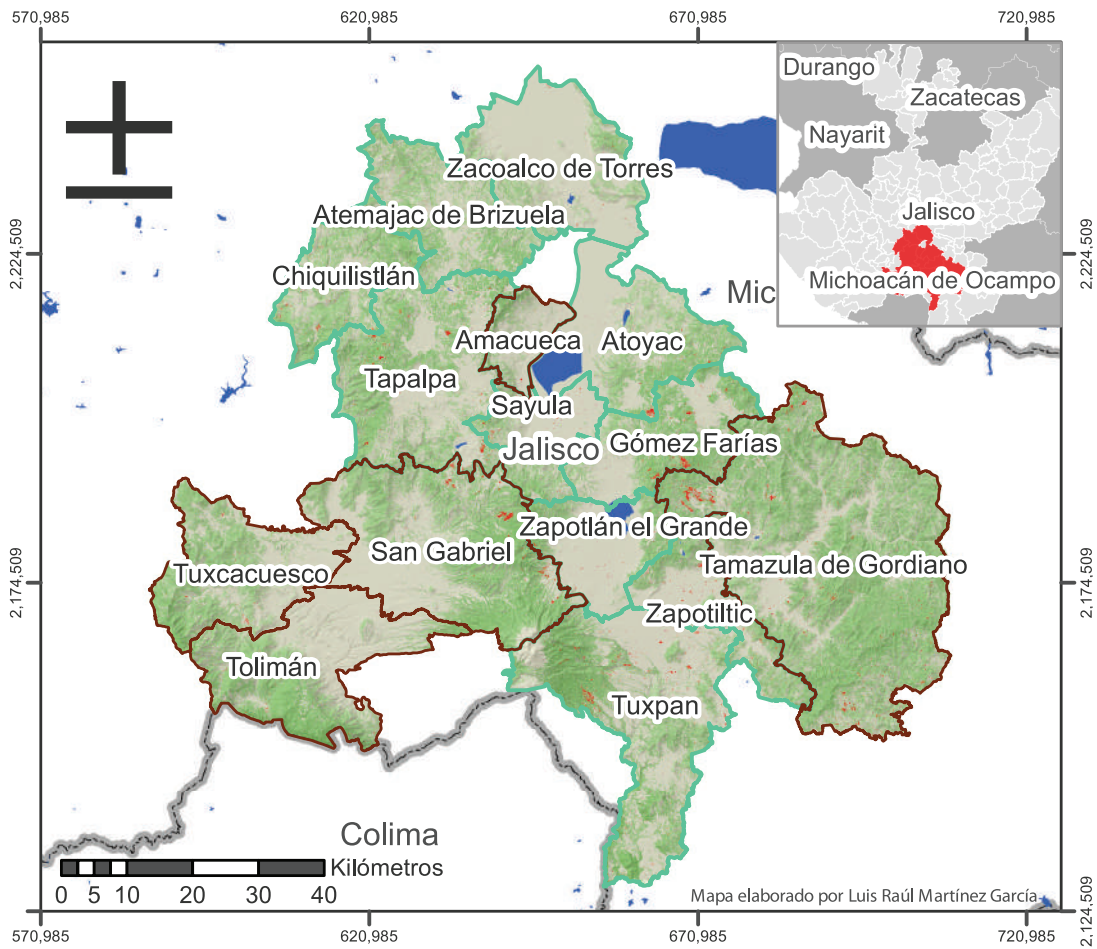 570,985
620,985
670,985
720,985
Durango
Zacatecas
Nayarit
Jalisco
Michoacán de Ocampo
Zacoalco de Torres
Atemajac de Brizuela
2,224,509
2,224,509
Chiquilistlán
Mic
Amacueca
Atoyac
Tapalpa
Sayula
Jalisco
Gómez Farías
Zapotlán el Grande
San Gabriel
Tamazula de Gordiano
Tuxcacuesco
2,174,509
2,174,509
Zapotiltic
Tolimán
Tuxpan
Colima
Kilómetros
0 5 10 20 30 40
Mapa elaborado por Luis Raúl Martínez García
2,124,509
570,985
620,985
670,985
720,985